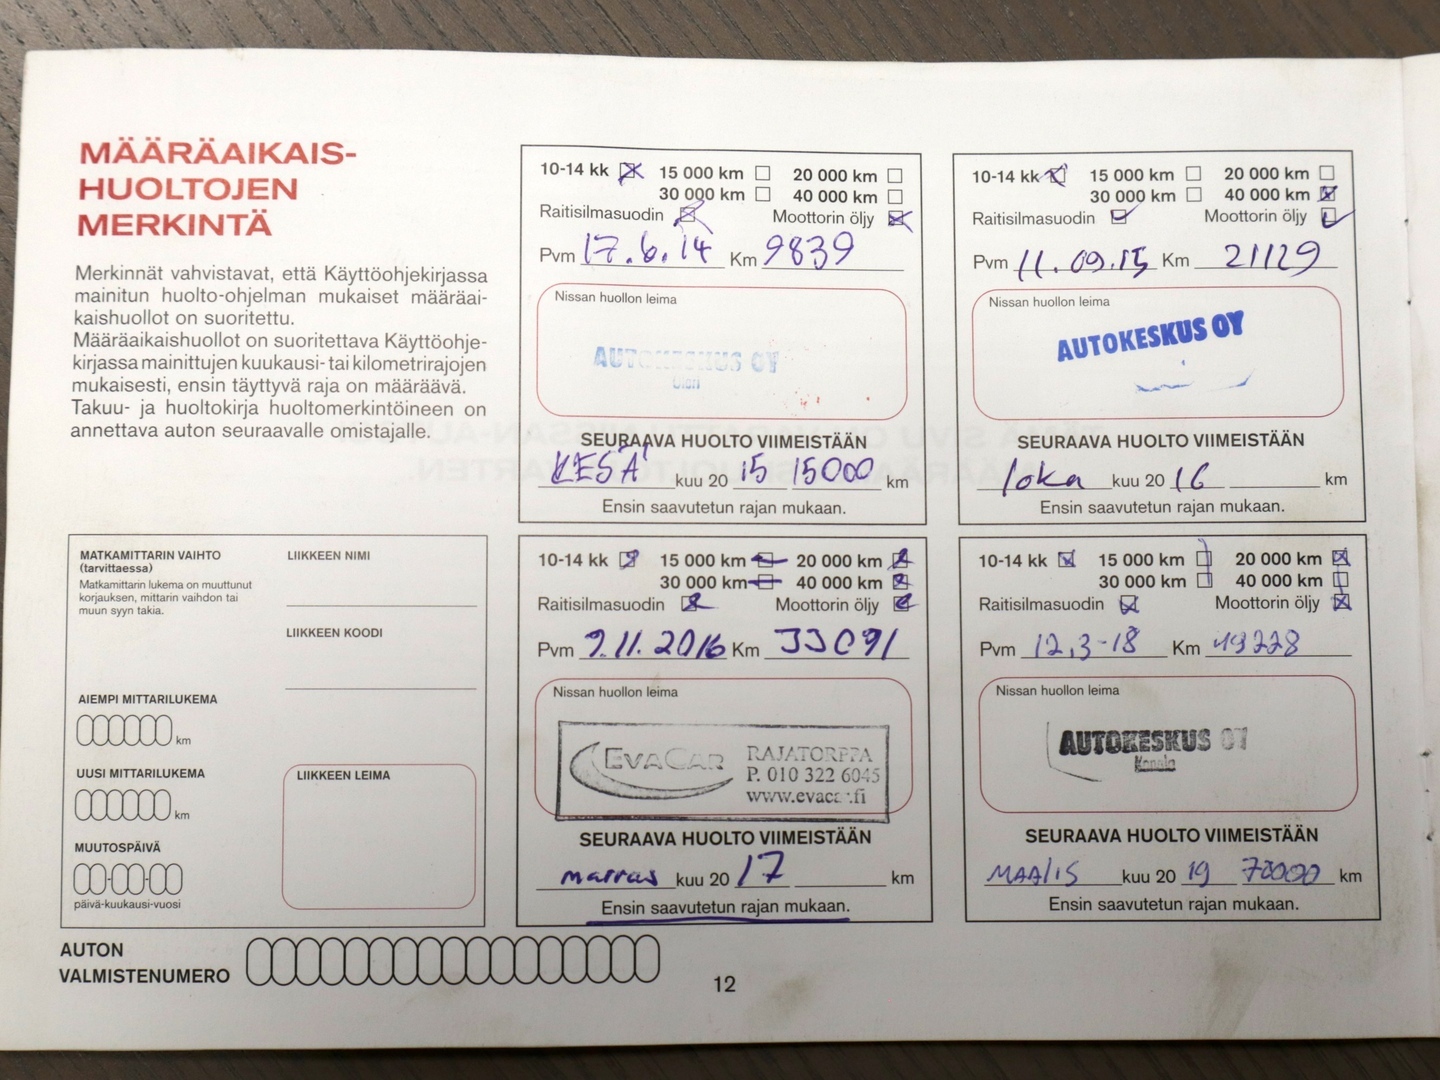 MÄÄRÄAIKAIS-
HUOLTOJEN
MERKINTÄ
Merkinnät vahvistavat, että Käyttöohjekirjassa
mainitun huolto-ohjelman mukaiset määräai-
kaishuollot on suoritettu.
Määräaikaishuollot on suoritettava Käyttöohje-
kirjassa mainittujen kuukausi- tai kilometrirajojen
mukaisesti, ensin täyttyvä raja on määräävä.
Takuu- ja huoltokirja huoltomerkintöineen on
annettava auton seuraavalle omistajalle.
10-14 kk 15 000 km 20 000 km
30 000 km 40 000 km
Raitisilmasuodin Moottorin öljy
Pvm 17.6.14 Km 9839
Nissan huollon leima
AUTOKESKUS OY
SEURAAVA HUOLTO VIIMEISTÄÄN
KESÄ kuu 20 15 15000 km
Ensin saavutetun rajan mukaan.
10-14 kk 15 000 km 20 000 km
30 000 km 40 000 km
Raitisilmasuodin Moottorin öljy
Pvm 11.09.15 Km 21129
Nissan huollon leima
AUTOKESKUS OY
SEURAAVA HUOLTO VIIMEISTÄÄN
loka kuu 20 16 km
Ensin saavutetun rajan mukaan.
MATKAMITTARIN VAIHTO
(tarvittaessa)
Matkamittarin lukema on muuttunut
korjauksen, mittarin vaihdon tai
muun syyn takia.
LIIKKEEN NIMI
LIIKKEEN KOODI
AIEMPI MITTARILUKEMA
km
UUSI MITTARILUKEMA
km
MUUTOSPÄIVÄ
päivä-kuukausi-vuosi
LIIKKEEN LEIMA
10-14 kk 15 000 km 20 000 km
30 000 km 40 000 km
Raitisilmasuodin Moottorin öljy
Pvm 9.11.2016 Km 33091
Nissan huollon leima
EVACAR RAJATORPPA
P. 010 322 6045
www.evacar.fi
SEURAAVA HUOLTO VIIMEISTÄÄN
marras kuu 20 17 km
Ensin saavutetun rajan mukaan.
10-14 kk 15 000 km 20 000 km
30 000 km 40 000 km
Raitisilmasuodin Moottorin öljy
Pvm 12,3-18 Km 49228
Nissan huollon leima
AUTOKESKUS OY
Konala
SEURAAVA HUOLTO VIIMEISTÄÄN
MAALIS kuu 20 19 km
Ensin saavutetun rajan mukaan.
AUTON
VALMISTENUMERO
12